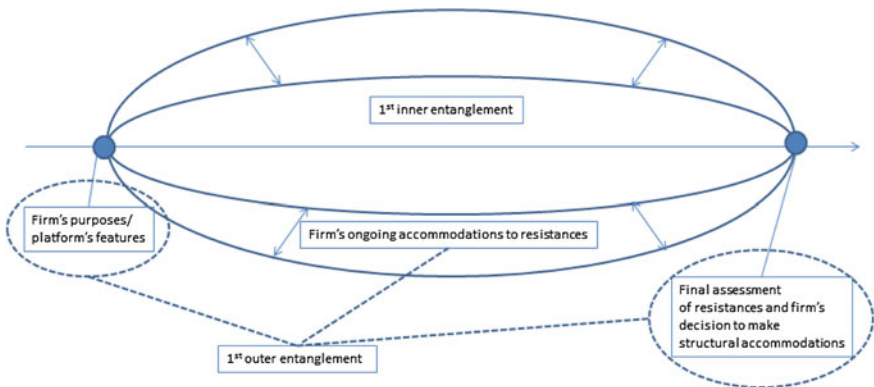 1st inner entanglement
Firm's purposes/
platform's features
Firm's ongoing accommodations to resistances
Final assessment
of resistances and firm's
decision to make
structural accommodations
1st outer entanglement